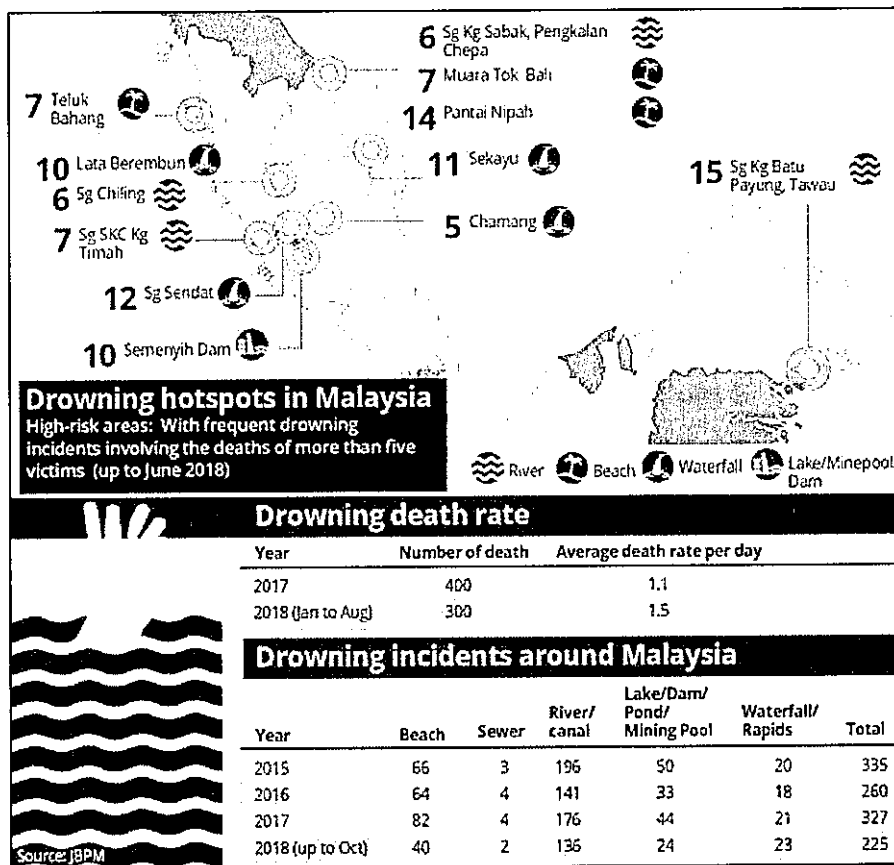 6 Sg Kg Sabak, Pengkalan
Chepa
7 Muara Tok Bali
14 Pantai Nipah
7 Teluk
Bahang
10 Lata Berembun
11 Sekayu
15 Sg Kg Batu
Payung, Tawau
6 Sg Chiling
5 Chamang
7 Sg SKC Kg
Timah
12 Sg Sendat
10 Semenyih Dam
Drowning hotspots in Malaysia
High-risk areas: With frequent drowning
incidents involving the deaths of more than five
victims (up to June 2018)
River Beach Waterfall Lake/Minepool
Dam
Drowning death rate
Year Number of death Average death rate per day
2017 400 1.1
2018 (Jan to Aug) 300 1.5
Drowning incidents around Malaysia
Year Beach Sewer River/
canal Lake/Dam/
Pond/
Mining Pool Waterfall/
Rapids Total
2015 66 3 196 50 20 335
2016 64 4 141 33 18 260
2017 82 4 176 44 21 327
2018 (up to Oct) 40 2 136 24 23 225
Source: JBPM